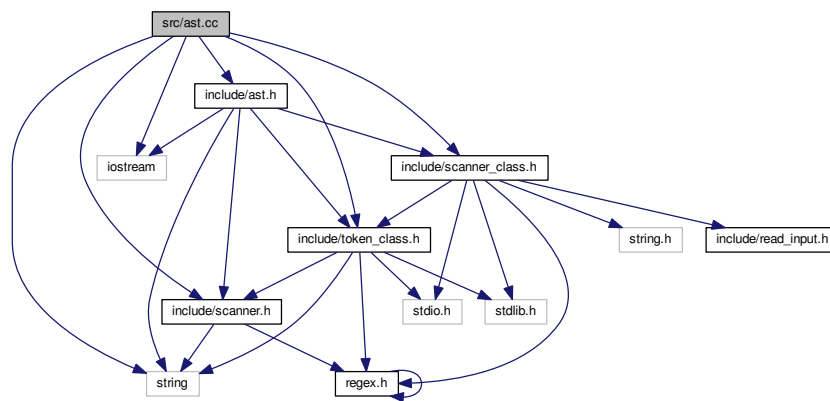 src/ast.cc
include/ast.h
iostream
include/scanner_class.h
include/token_class.h
string.h
include/read_input.h
include/scanner.h
stdio.h
stdlib.h
string
regex.h